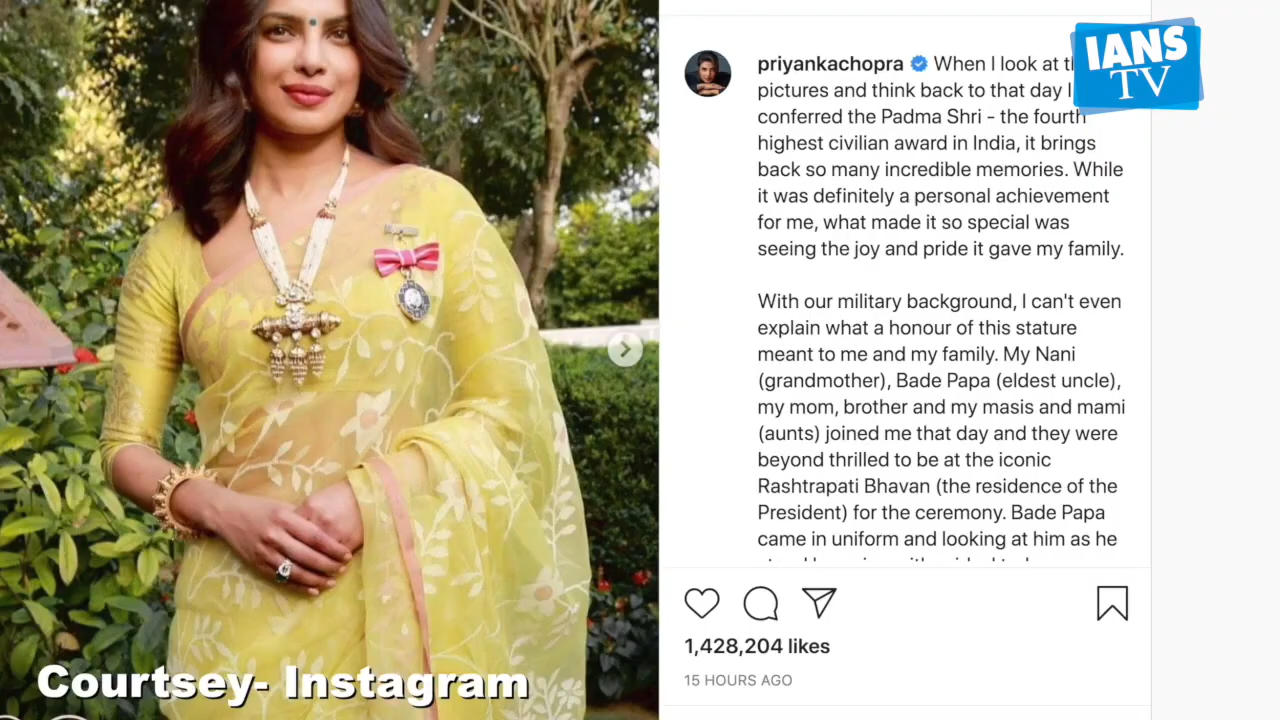 IANS
TV
priyankachopra When I look at
pictures and think back to that day I
conferred the Padma Shri - the fourth
highest civilian award in India, it brings
back so many incredible memories. While
it was definitely a personal achievement
for me, what made it so special was
seeing the joy and pride it gave my family.
With our military background, I can't even
explain what a honour of this stature
meant to me and my family. My Nani
(grandmother), Bade Papa (eldest uncle),
my mom, brother and my masis and mami
(aunts) joined me that day and they were
beyond thrilled to be at the iconic
Rashtrapati Bhavan (the residence of the
President) for the ceremony. Bade Papa
came in uniform and looking at him as he
1,428,204 likes
15 HOURS AGO
Courtsey- Instagram